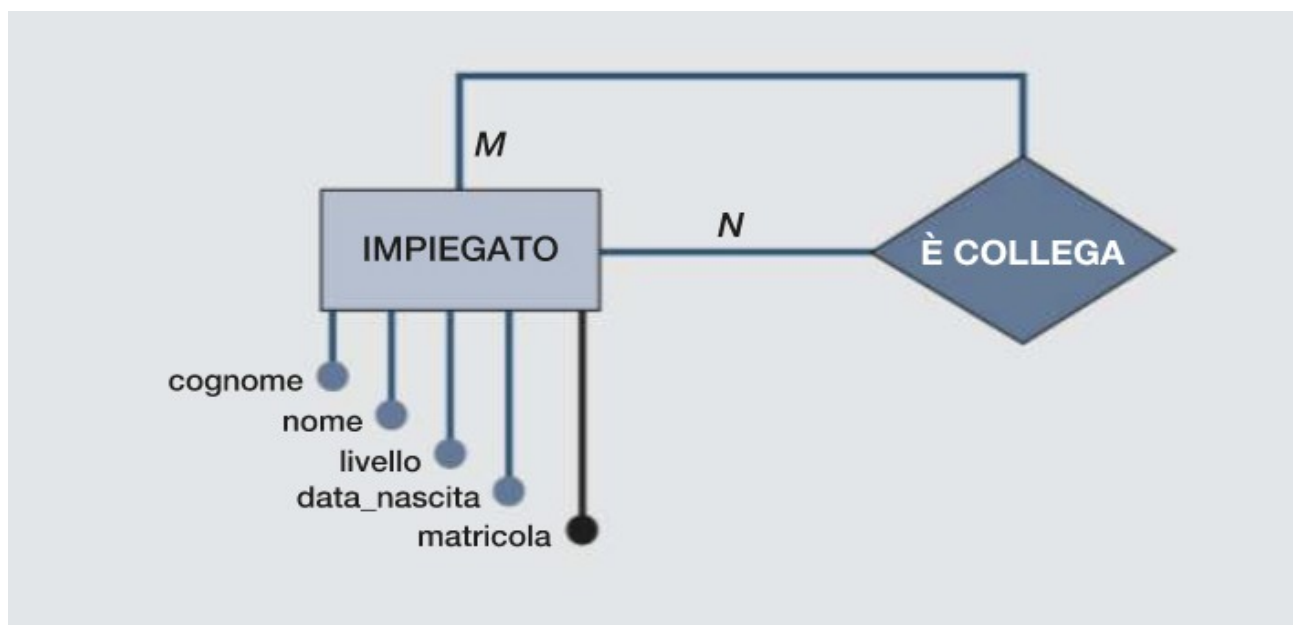 M
IMPIEGATO
N
È COLLEGA
cognome
nome
livello
data_nascita
matricola